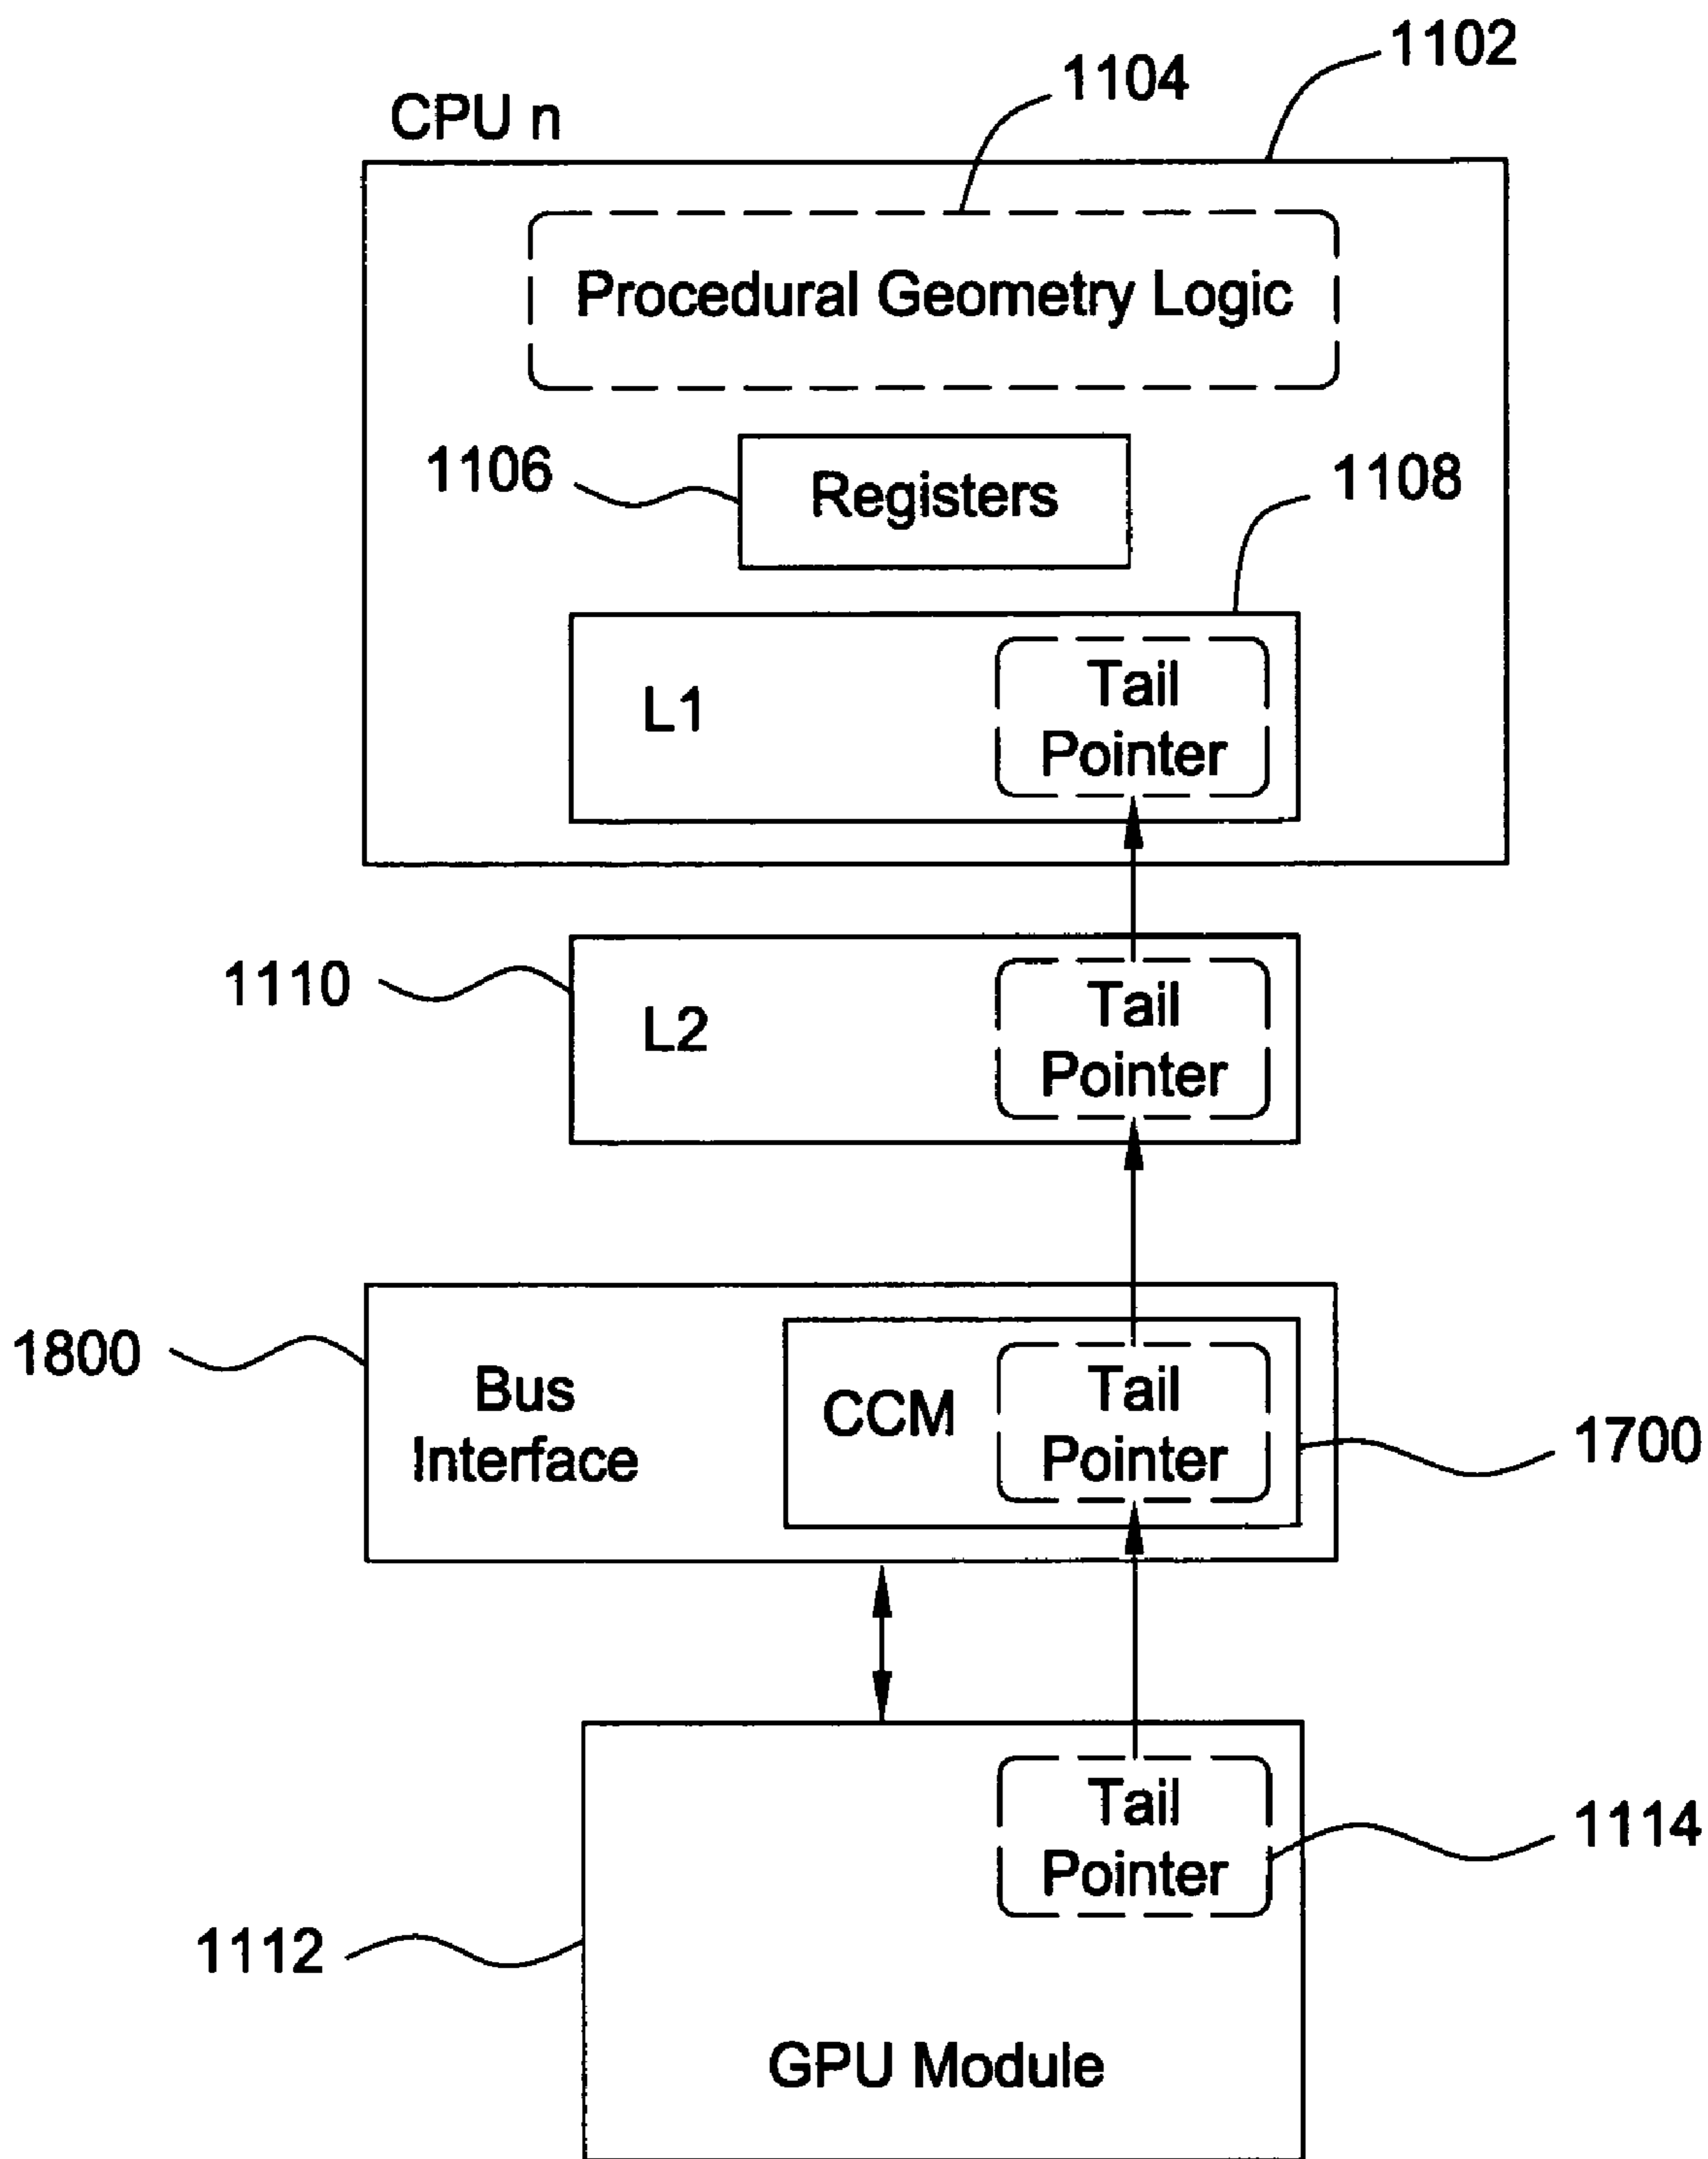 1102
1104
CPU n
Procedural Geometry Logic
1106
Registers
1108
L1
Tail
Pointer
1110
L2
Tail
Pointer
1800
Bus
Interface
CCM
Tail
Pointer
1700
Tail
Pointer
1114
1112
GPU Module